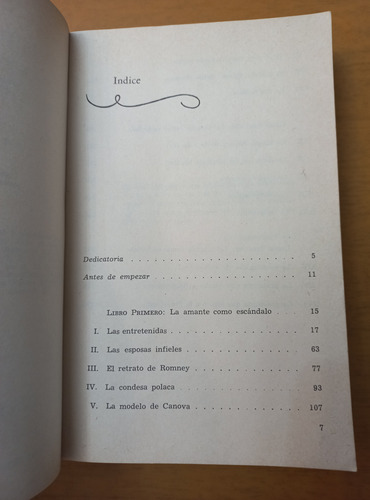 Indice
Dedicatoria . . . . . . . . . . . . . . . . . . . . 5
Antes de empezar . . . . . . . . . . . . . . . . . 11
LIBRO PRIMERO: La amante como escándalo . . . . 15
I. Las entretenidas . . . . . . . . . . . . . . . 17
II. Las esposas infieles . . . . . . . . . . . . . 63
III. El retrato de Romney . . . . . . . . . . . . 77
IV. La condesa polaca . . . . . . . . . . . . . . 93
V. La modelo de Canova . . . . . . . . . . . . . 107
7